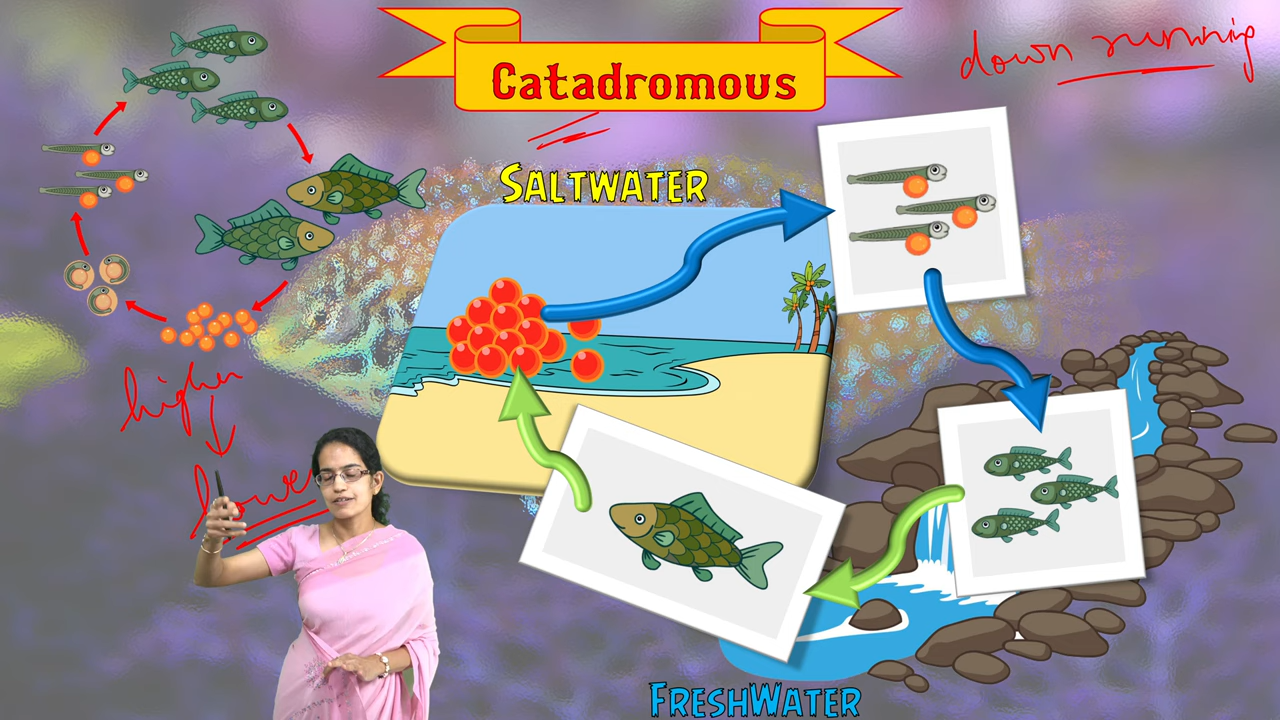 Catadromous
down running
SALTWATER
higher
lower
FRESHWATER